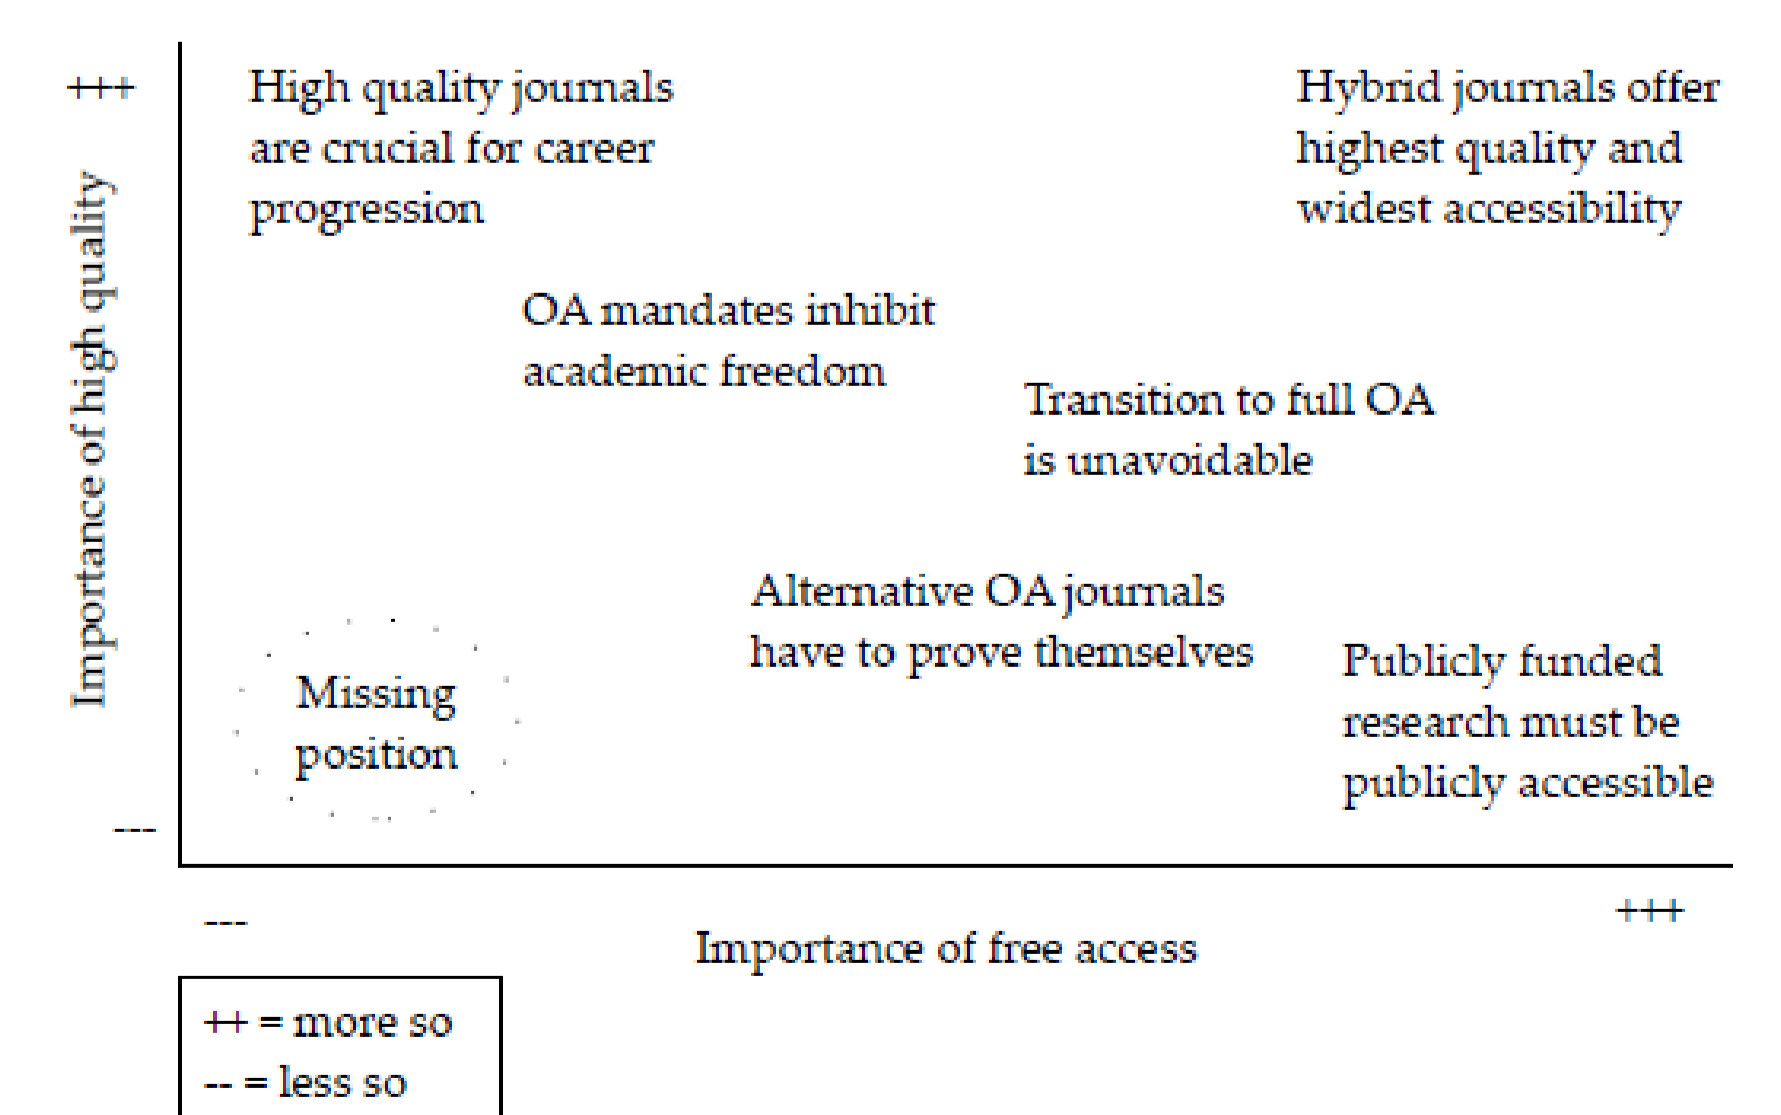 +++
High quality journals
are crucial for career
progression
Hybrid journals offer
highest quality and
widest accessibility
Importance of high quality
OA mandates inhibit
academic freedom
Transition to full OA
is unavoidable
Alternative OA journals
have to prove themselves
Missing
position
Publicly funded
research must be
publicly accessible
---
---
+++
Importance of free access
++ = more so
-- = less so